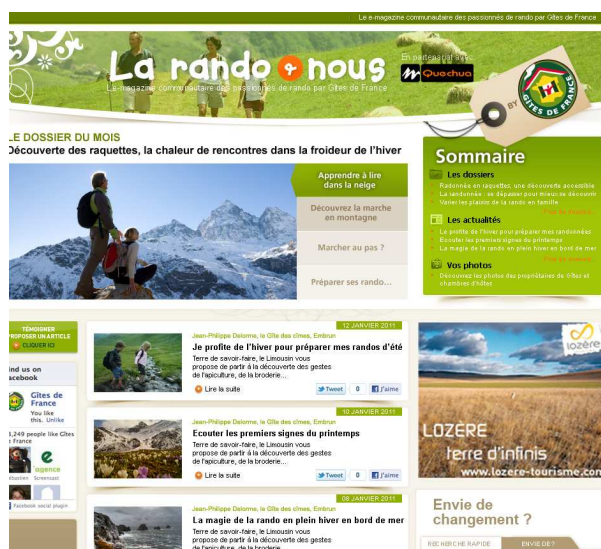 Le e-magazine communautaire des passionnés de rando par Gîtes de France
La rando & nous
Le e-magazine communautaire des passionnés de rando par Gîtes de France
En partenariat avec
Quechua
BY
GÎTES DE FRANCE
LE DOSSIER DU MOIS
Découverte des raquettes, la chaleur de rencontres dans la froideur de l'hiver
Apprendre à lire
dans la neige
Découvrez la marche
en montagne
Marcher au pas ?
Préparer ses rando...
Sommaire
Les dossiers
Radonnée en raquettes, une découverte accessible
La randonnée : se dépasser pour mieux se découvrir
Varier les plaisirs de la rando en famille
Les actualités
Je profite de l'hiver pour préparer mes randonnées
Ecouter les premiers signes du printemps
La magie de la rando en plein hiver en bord de mer
Vos photos
Découvrez les photos des propriétaires de Gîtes et
chambres d'hôtes
TÉMOIGNER
PROPOSER UN ARTICLE
CLIQUER ICI
ind us on
acebook
Gîtes de
France
You like
this. Unlike
,249 people like Gîtes
e France
agence
bastien Screencast
Facebook social plugin
12 JANVIER 2011
Jean-Philippe Delorme, le Gîte des cîmes, Embrun
Je profite de l'hiver pour préparer mes randos d'été
Terre de savoir-faire, le Limousin vous
propose de partir à la découverte des gestes
de l'apiculture, de la broderie...
Lire la suite
Tweet 0 J'aime
10 JANVIER 2011
Jean-Philippe Delorme, le Gîte des cîmes, Embrun
Ecouter les premiers signes du printemps
Terre de savoir-faire, le Limousin vous
propose de partir à la découverte des gestes
de l'apiculture, de la broderie...
Lire la suite
Tweet 0 J'aime
08 JANVIER 2011
Jean-Philippe Delorme, le Gîte des cîmes, Embrun
La magie de la rando en plein hiver en bord de mer
Terre de savoir-faire, le Limousin vous
propose de partir à la découverte des gestes
de l'apiculture, de la broderie...
lozère
LOZÈRE
terre d'infinis
www.lozere-tourisme.com
Envie de
changement ?
RECHERCHE RAPIDE
ENVIE DE ?